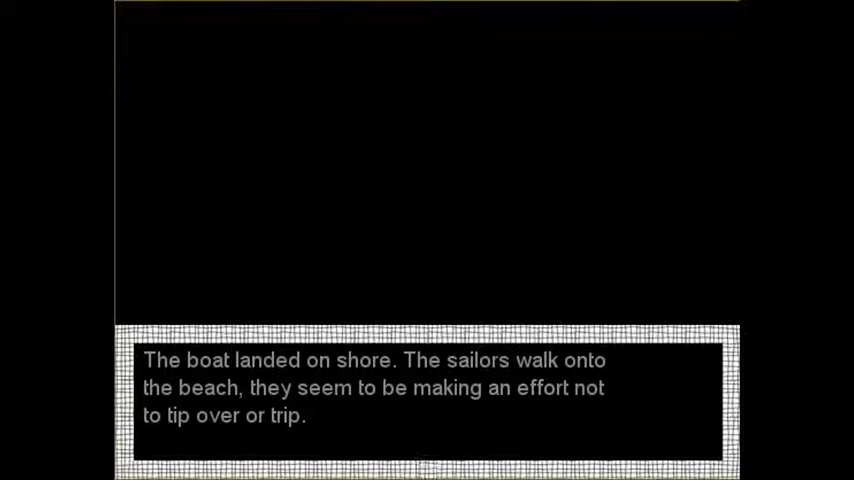 The boat landed on shore. The sailors walk onto
the beach, they seem to be making an effort not
to tip over or trip.